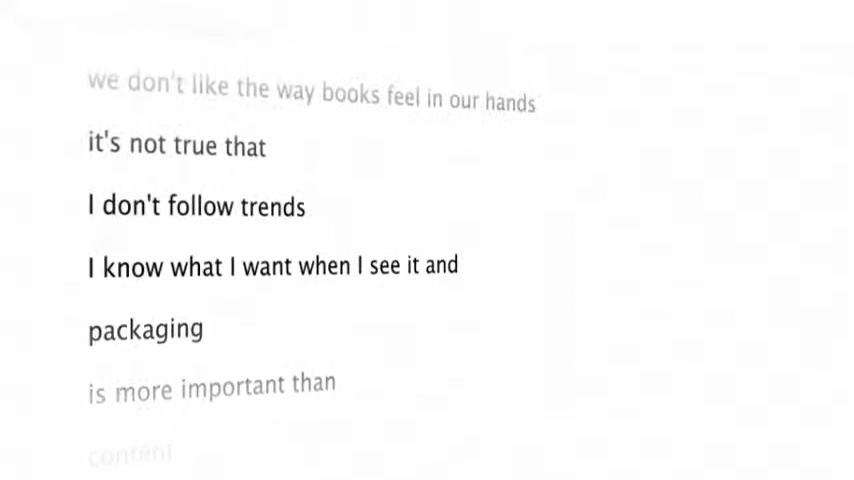 we don't like the way books feel in our hands
it's not true that
I don't follow trends
I know what I want when I see it and
packaging
is more important than
content